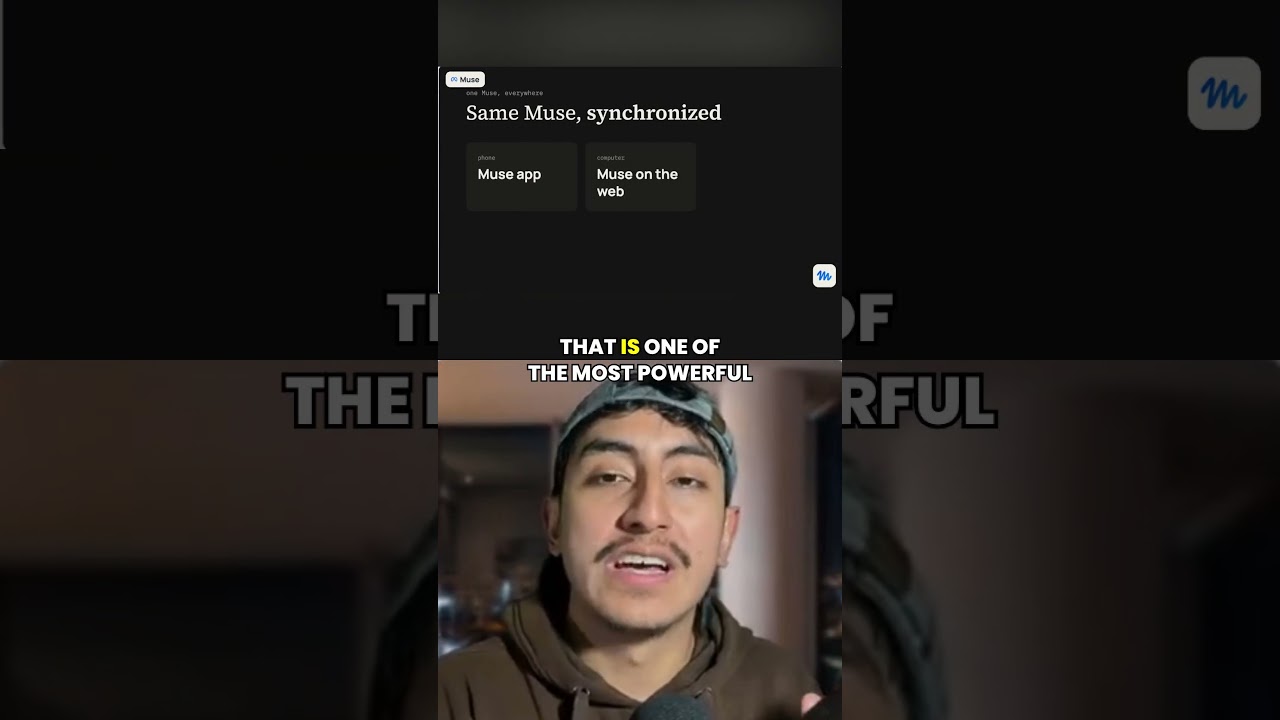 Muse
one Muse, everywhere
Same Muse, synchronized
phone
Muse app
computer
Muse on the
web
THAT IS ONE OF
THE MOST POWERFUL